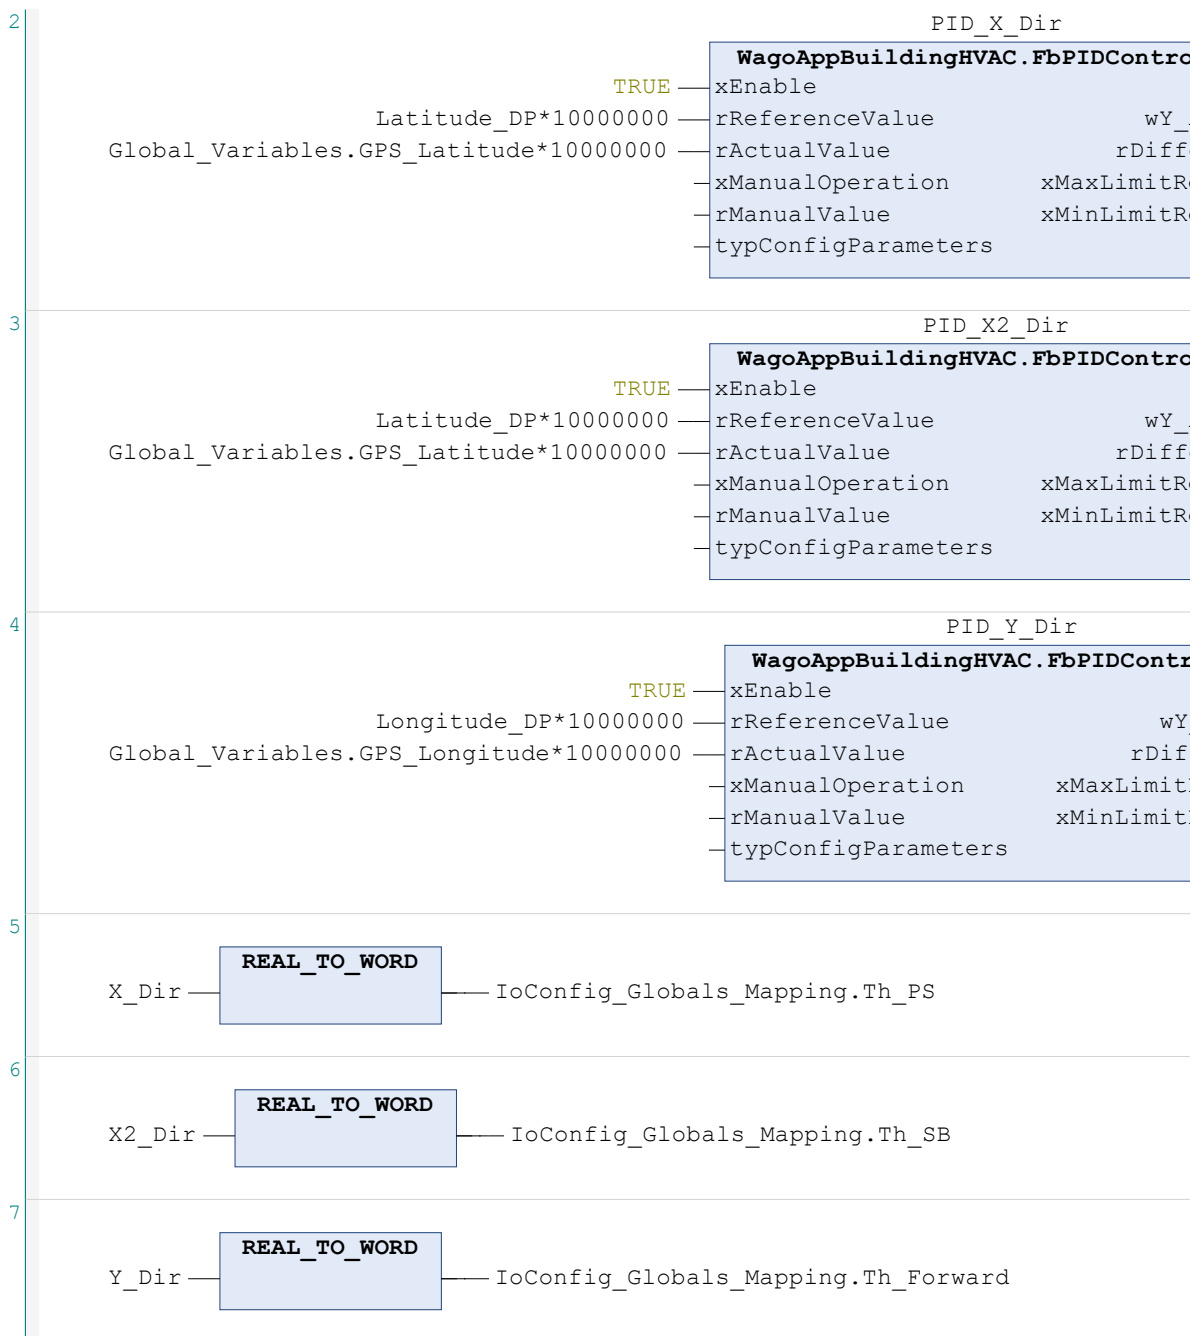 2
PID_X_Dir
WagoAppBuildingHVAC.FbPIDContro
TRUE xEnable
Latitude_DP*10000000 rReferenceValue wY_
Global_Variables.GPS_Latitude*10000000 rActualValue rDiff
xManualOperation xMaxLimitR
rManualValue xMinLimitR
typConfigParameters
3
PID_X2_Dir
WagoAppBuildingHVAC.FbPIDContro
TRUE xEnable
Latitude_DP*10000000 rReferenceValue wY_
Global_Variables.GPS_Latitude*10000000 rActualValue rDiff
xManualOperation xMaxLimitR
rManualValue xMinLimitR
typConfigParameters
4
PID_Y_Dir
WagoAppBuildingHVAC.FbPIDContr
TRUE xEnable
Longitude_DP*10000000 rReferenceValue wY
Global_Variables.GPS_Longitude*10000000 rActualValue rDif
xManualOperation xMaxLimit
rManualValue xMinLimit
typConfigParameters
5
REAL_TO_WORD
X_Dir IoConfig_Globals_Mapping.Th_PS
6
REAL_TO_WORD
X2_Dir IoConfig_Globals_Mapping.Th_SB
7
REAL_TO_WORD
Y_Dir IoConfig_Globals_Mapping.Th_Forward